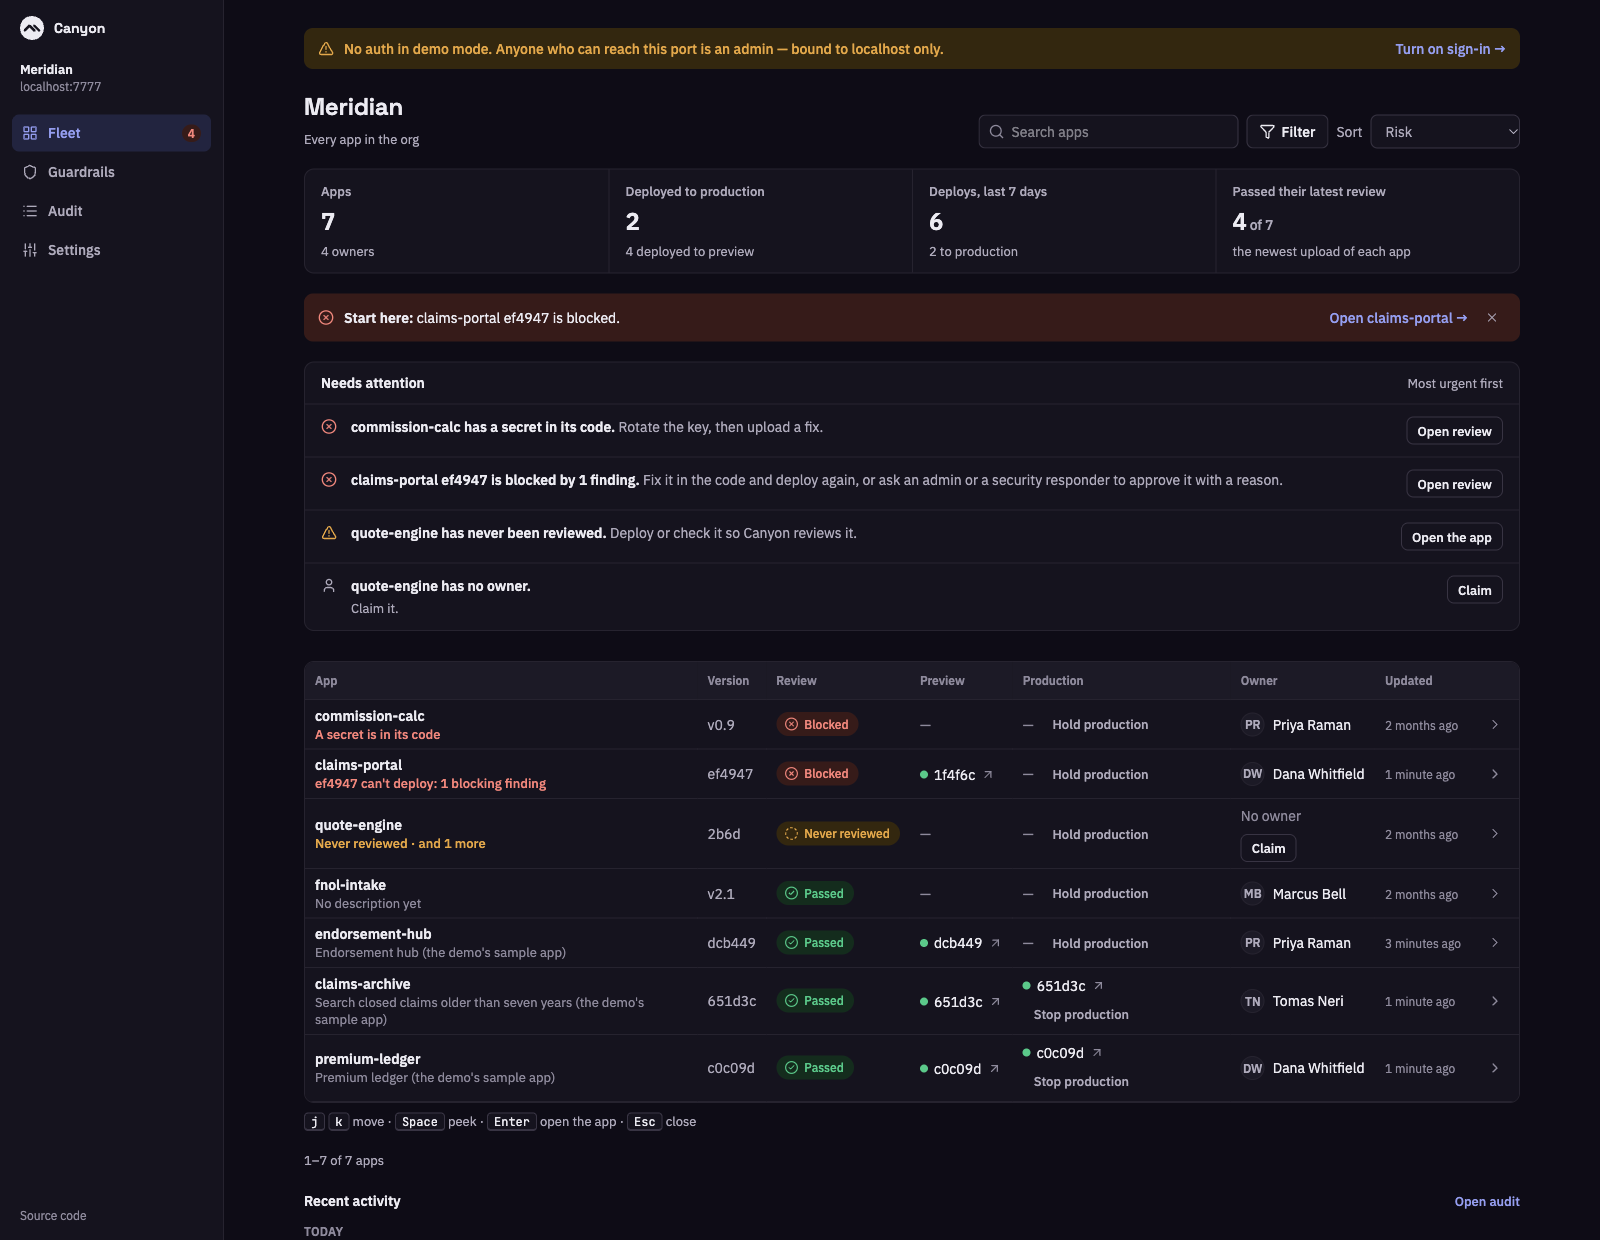 Canyon
Meridian
localhost:7777
Fleet 4
Guardrails
Audit
Settings
Source code
No auth in demo mode. Anyone who can reach this port is an admin — bound to localhost only. Turn on sign-in →
Meridian
Every app in the org
Search apps Filter Sort Risk
Apps
7
4 owners
Deployed to production
2
4 deployed to preview
Deploys, last 7 days
6
2 to production
Passed their latest review
4 of 7
the newest upload of each app
Start here: claims-portal ef4947 is blocked. Open claims-portal →
Needs attention Most urgent first
commission-calc has a secret in its code. Rotate the key, then upload a fix. Open review
claims-portal ef4947 is blocked by 1 finding. Fix it in the code and deploy again, or ask an admin or a security responder to approve it with a reason. Open review
quote-engine has never been reviewed. Deploy or check it so Canyon reviews it. Open the app
quote-engine has no owner. Claim
Claim it.
App Version Review Preview Production Owner Updated
commission-calc
A secret is in its code
v0.9 Blocked — — Hold production PR Priya Raman 2 months ago
claims-portal
ef4947 can't deploy: 1 blocking finding
ef4947 Blocked 1f4f6c ↗ — Hold production DW Dana Whitfield 1 minute ago
quote-engine
Never reviewed · and 1 more
2b6d Never reviewed — — Hold production No owner Claim 2 months ago
fnol-intake
No description yet
v2.1 Passed — — Hold production MB Marcus Bell 2 months ago
endorsement-hub
Endorsement hub (the demo's sample app)
dcb449 Passed dcb449 ↗ — Hold production PR Priya Raman 3 minutes ago
claims-archive
Search closed claims older than seven years (the demo's
sample app)
651d3c Passed 651d3c ↗ 651d3c ↗ Stop production TN Tomas Neri 1 minute ago
premium-ledger
Premium ledger (the demo's sample app)
c0c09d Passed c0c09d ↗ c0c09d ↗ Stop production DW Dana Whitfield 1 minute ago
j k move · Space peek · Enter open the app · Esc close
1–7 of 7 apps
Recent activity Open audit
TODAY